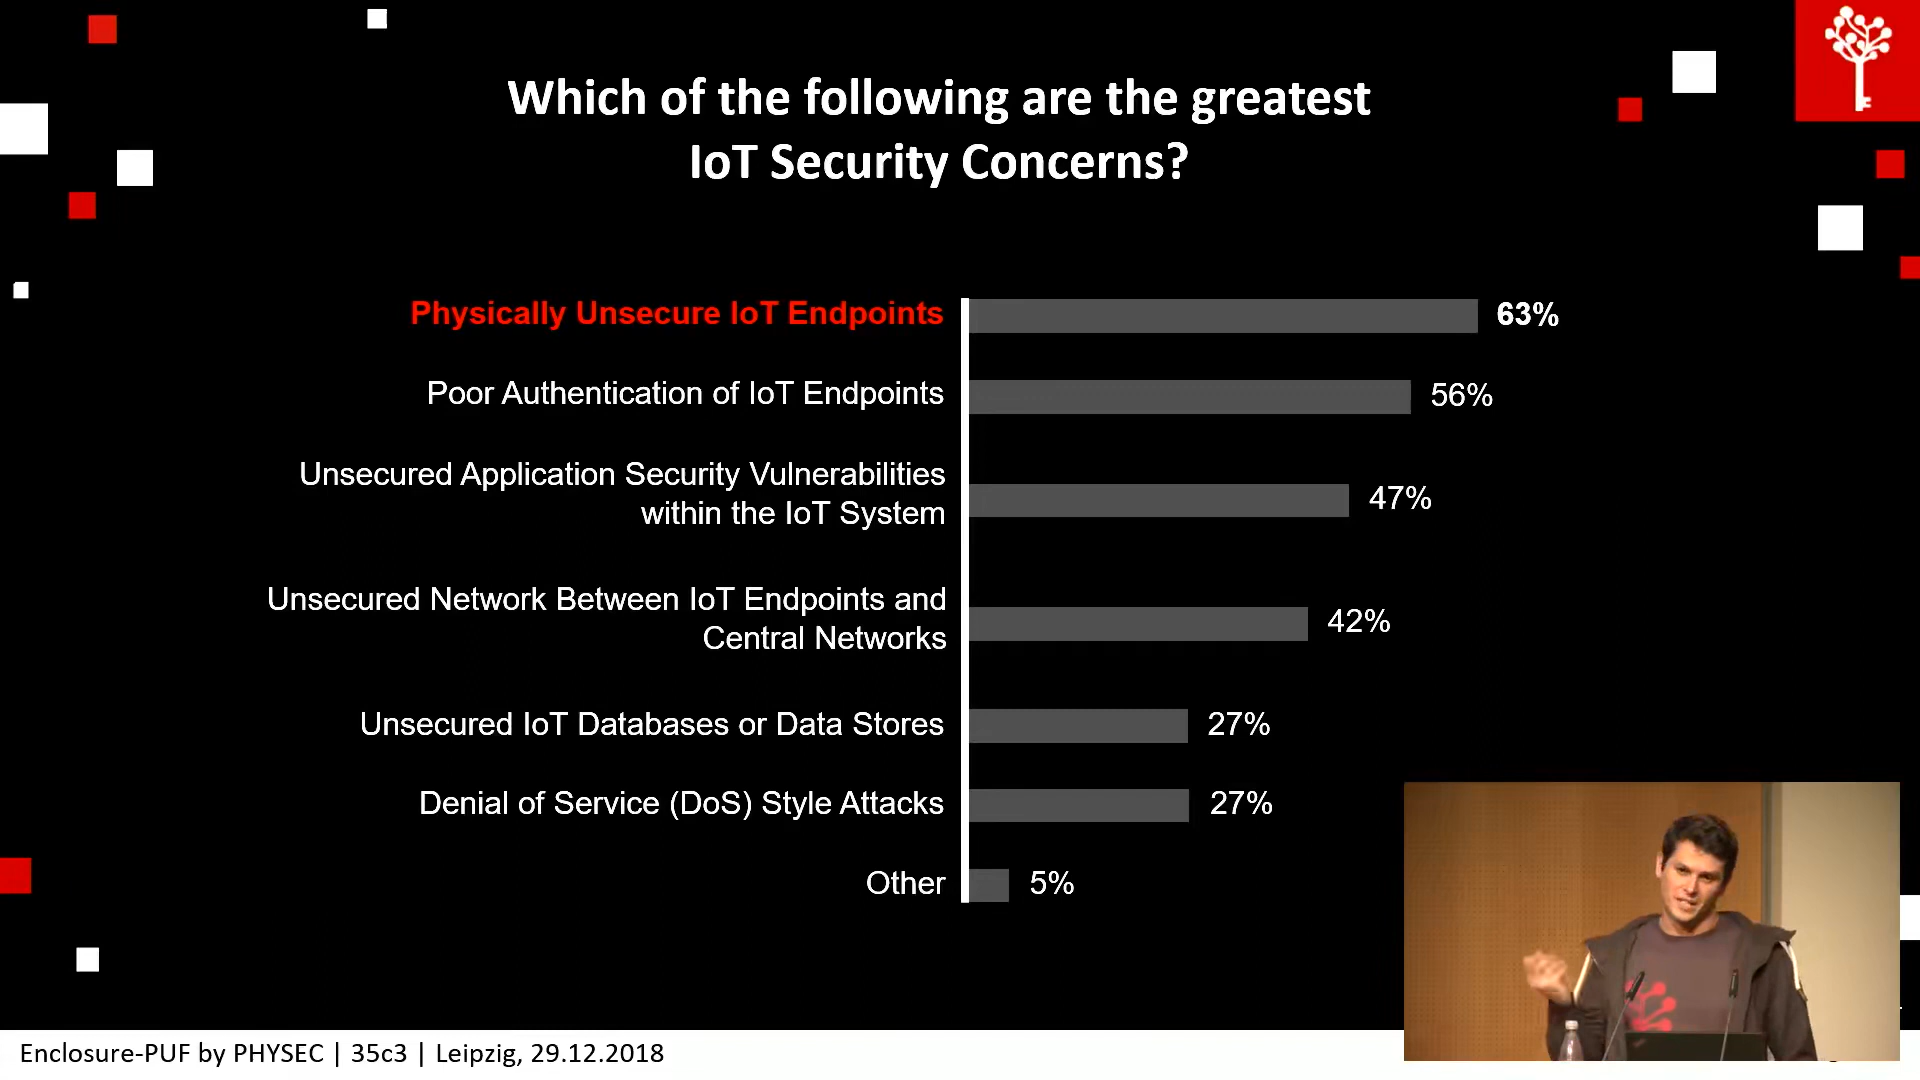 Which of the following are the greatest
IoT Security Concerns?
Physically Unsecure IoT Endpoints
63%
Poor Authentication of IoT Endpoints
56%
Unsecured Application Security Vulnerabilities
within the IoT System
47%
Unsecured Network Between IoT Endpoints and
Central Networks
42%
Unsecured IoT Databases or Data Stores
27%
Denial of Service (DoS) Style Attacks
27%
Other
5%
Enclosure-PUF by PHYSEC | 35c3 | Leipzig, 29.12.2018